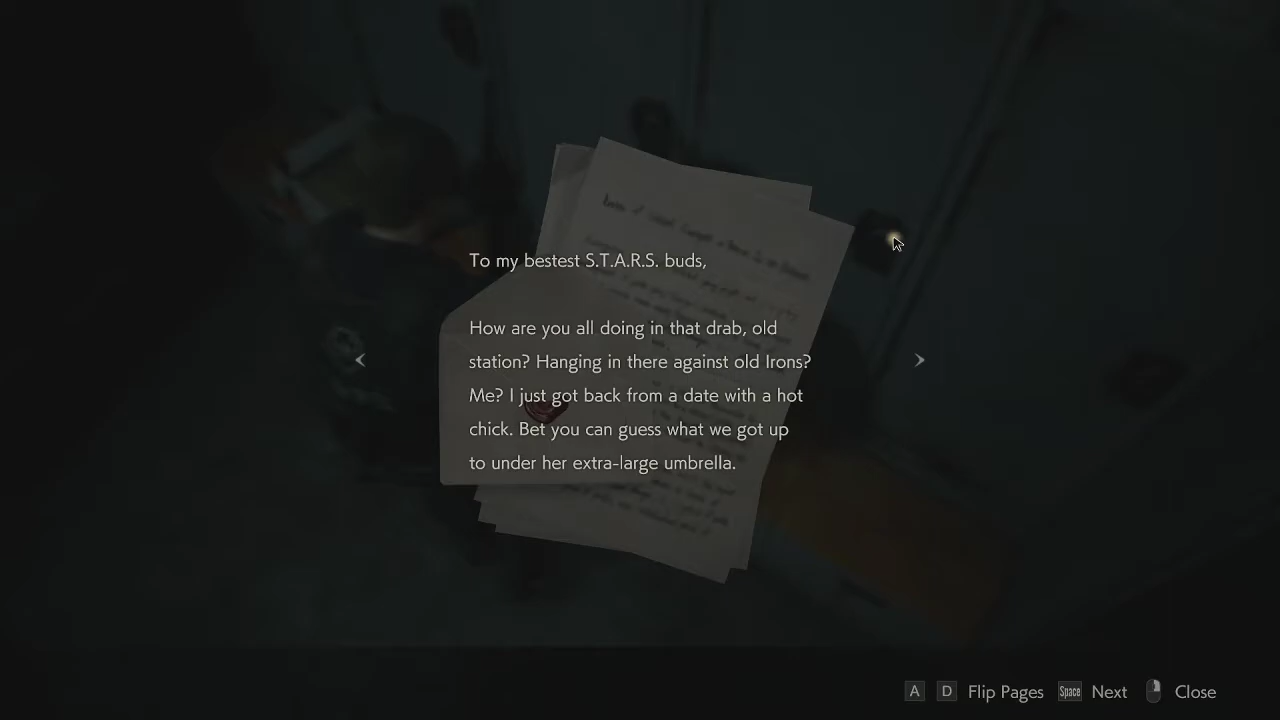 To my bestest S.T.A.R.S. buds,
How are you all doing in that drab, old
station? Hanging in there against old Irons?
Me? I just got back from a date with a hot
chick. Bet you can guess what we got up
to under her extra-large umbrella.
A D Flip Pages Space Next Close